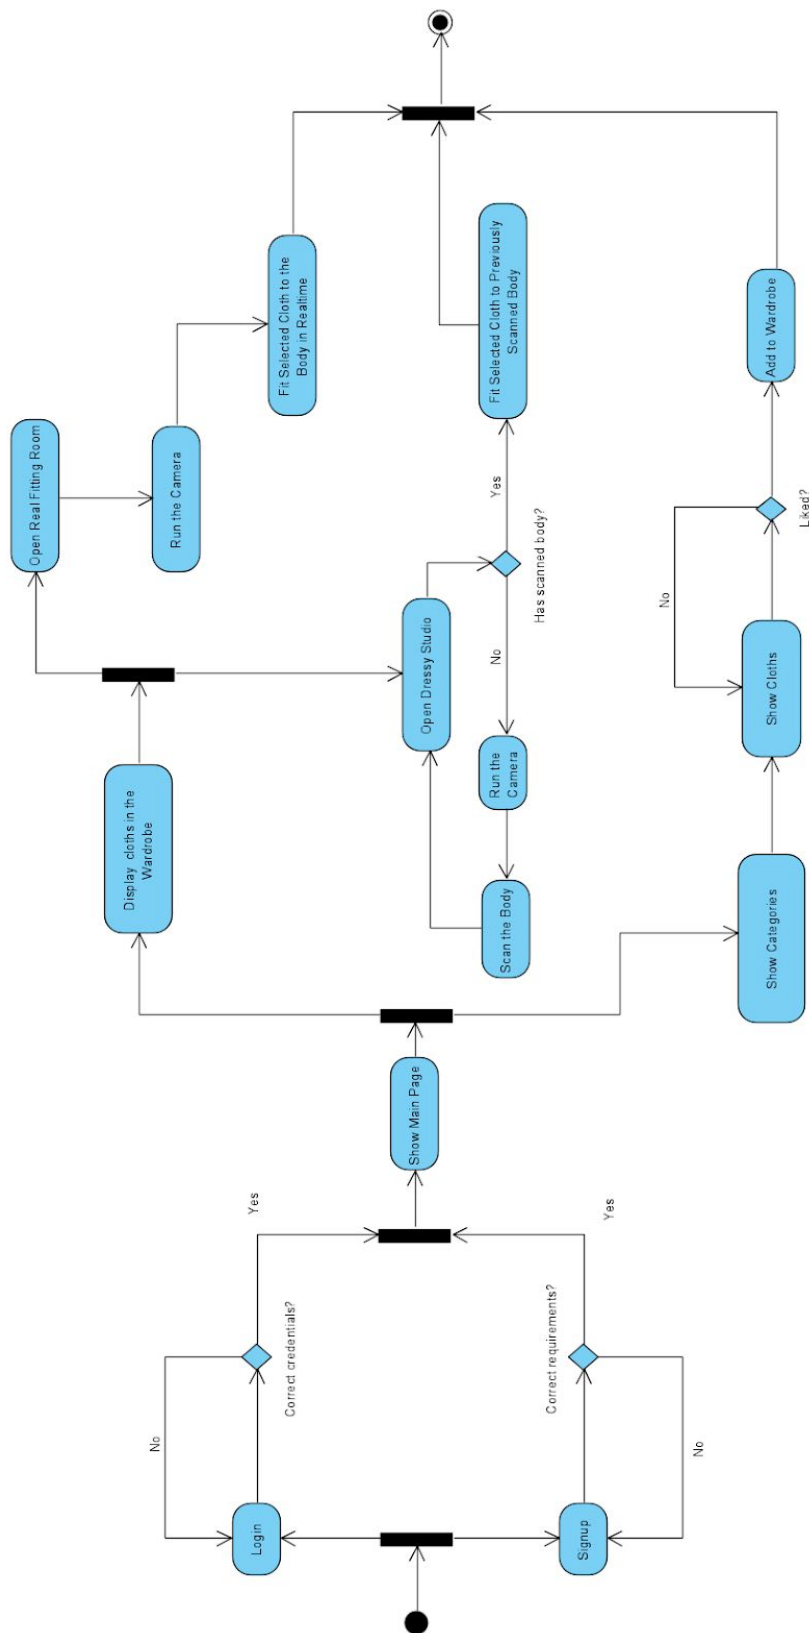 Login
No
Correct credentials?
Yes
Signup
Correct requirements?
No
Yes
Show Main Page
Display cloths in the
Wardrobe
Open Real Fitting Room
Run the Camera
Fit Selected Cloth to the
Body in Realtime
Open Dressy Studio
Has scanned body?
No
Yes
Run the
Camera
Scan the Body
Fit Selected Cloth to Previously
Scanned Body
Show Categories
Show Cloths
No
Liked?
Add to Wardrobe